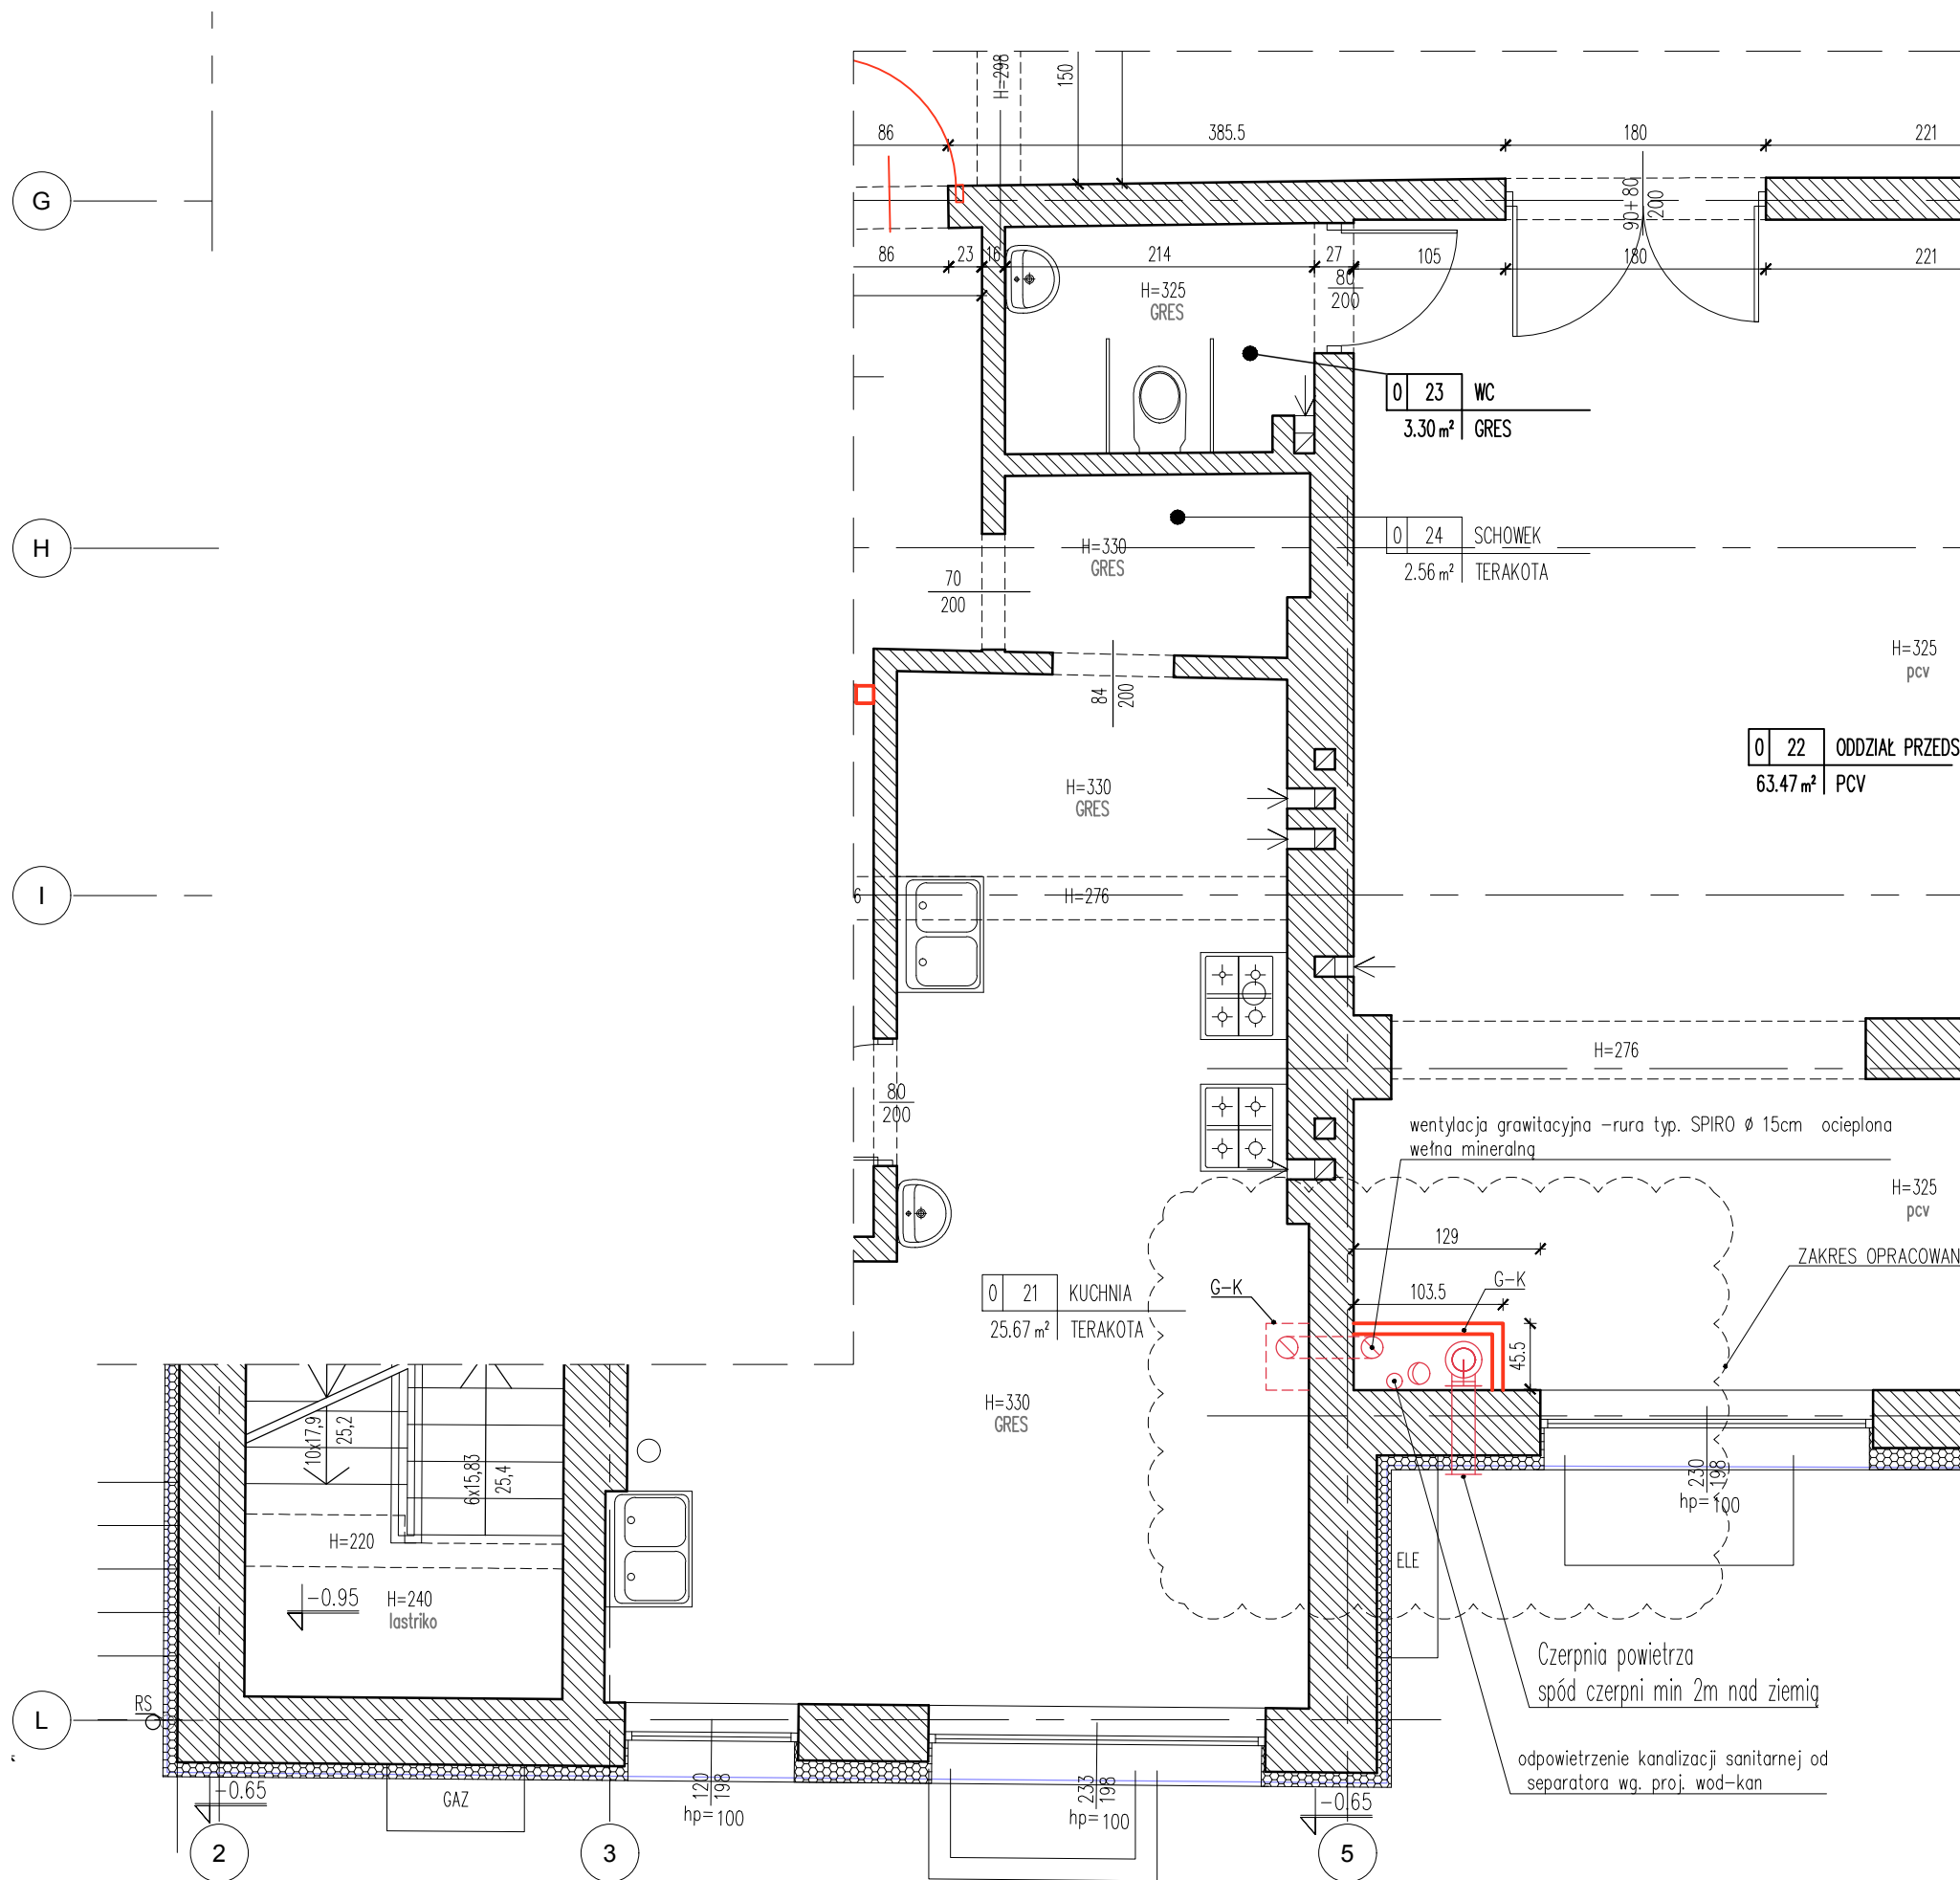 H=298
150
86
385.5
180
221
G
90+80
200
86
23
16
214
27
105
180
221
80
200
H=325
GRES
0 23 WC
3.30 m² GRES
0 24 SCHOWEK
2.56 m² TERAKOTA
H
H=330
GRES
70
200
H=325
pcv
84
200
0 22 ODDZIAŁ PRZEDS
63.47 m² PCV
H=330
GRES
I
6
H=276
H=276
80
200
wentylacja grawitacyjna -rura typ. SPIRO Ø 15cm ocieplona
wełna mineralną
H=325
pcv
129
ZAKRES OPRACOWAN
0 21 KUCHNIA
25.67 m² TERAKOTA
G-K
G-K
103.5
45.5
H=330
GRES
10x17,9
25,2
6x15,83
25,4
230
198
hp=100
H=220
ELE
-0.95
H=240
lastriko
Czerpnia powietrza
spód czerpni min 2m nad ziemią
RS
L
odpowietrzenie kanalizacji sanitarnej od
separatora wg. proj. wod-kan
-0.65
GAZ
120
198
hp=100
233
198
hp=100
-0.65
2
3
5